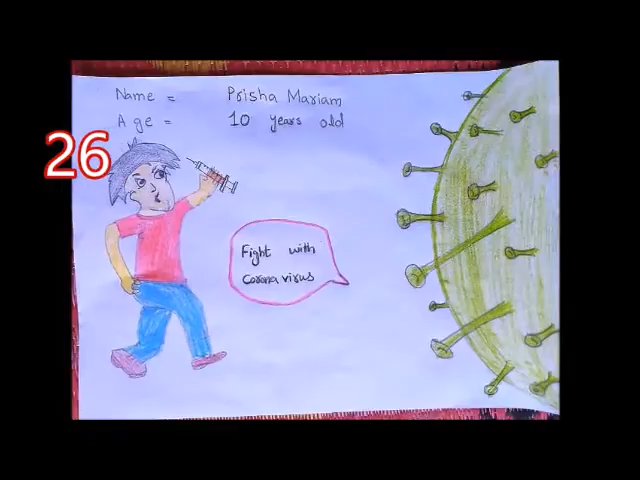 Name = Prisha Mariam
Age = 10 years old
26
Fight with
Corona virus